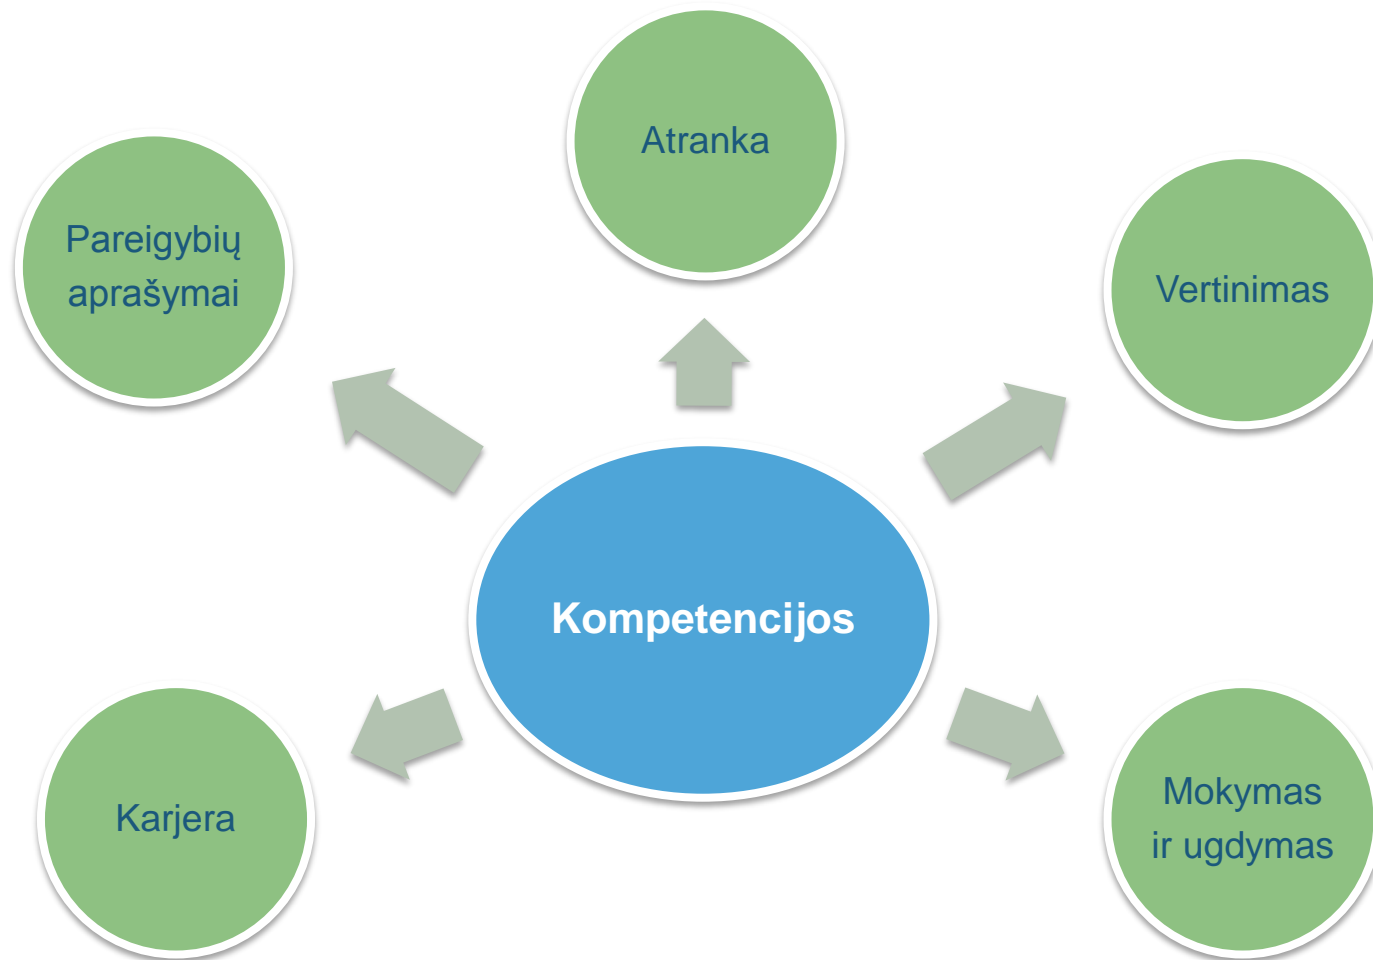 Atranka
Pareigybių
aprašymai
Vertinimas
Kompetencijos
Karjera
Mokymas
ir ugdymas